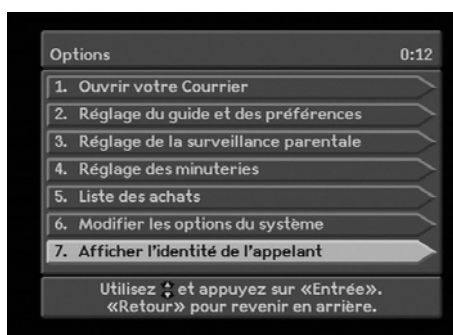 Options 0:12
1. Ouvrir votre Courrier
2. Réglage du guide et des préférences
3. Réglage de la surveillance parentale
4. Réglage des minuteries
5. Liste des achats
6. Modifier les options du système
7. Afficher l'identité de l'appelant
Utilisez et appuyez sur «Entrée».
«Retour» pour revenir en arrière.